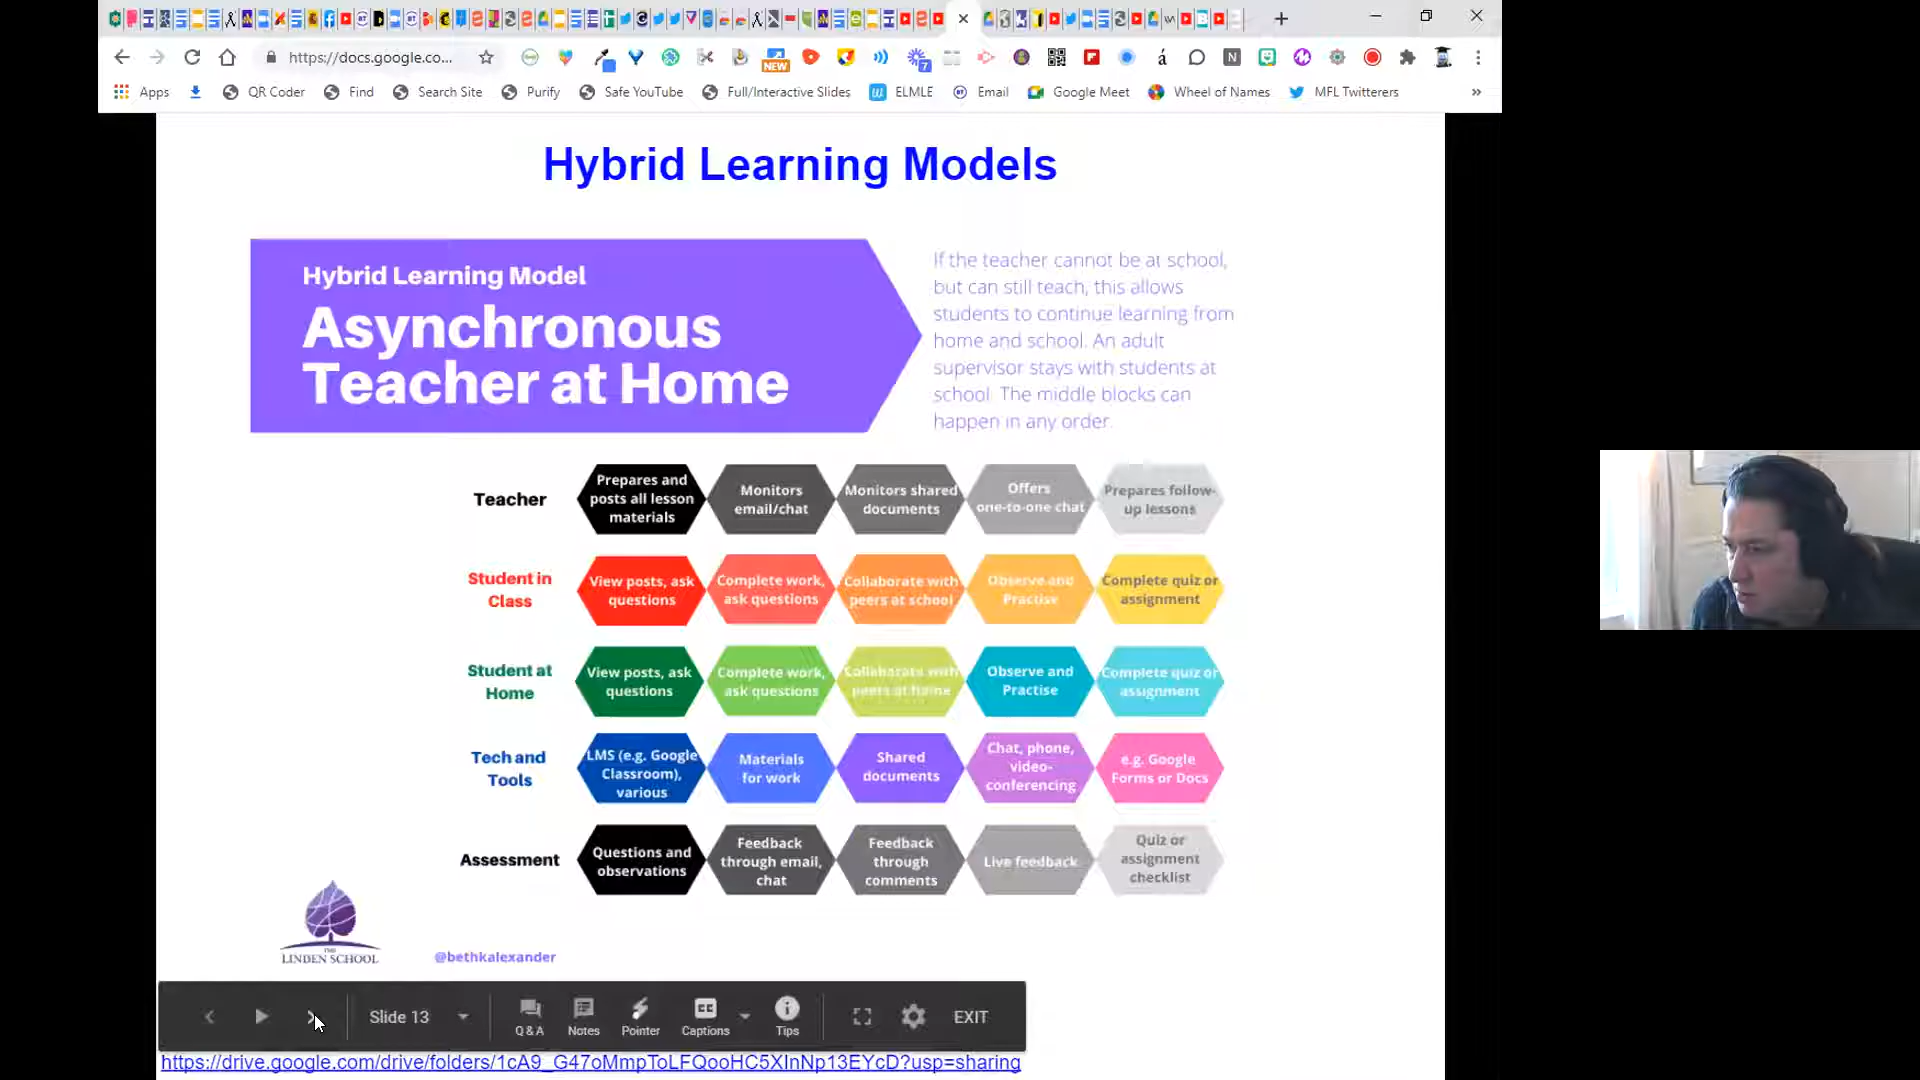 https://docs.google.co...
NEW
7
Apps
QR Coder
Find
Search Site
Purify
Safe YouTube
Full/Interactive Slides
ELMLE
Email
Google Meet
Wheel of Names
MFL Twitterers
»
Hybrid Learning Models
Hybrid Learning Model
Asynchronous
Teacher at Home
If the teacher cannot be at school,
but can still teach, this allows
students to continue learning from
home and school. An adult
supervisor stays with students at
school. The middle blocks can
happen in any order.
Teacher
Prepares and
posts all lesson
materials
Monitors
email/chat
Monitors shared
documents
Offers
one-to-one chat
Prepares follow-
up lessons
Student in
Class
View posts, ask
questions
Complete work,
ask questions
Collaborate with
peers at school
Observe and
Practise
Complete quiz or
assignment
Student at
Home
View posts, ask
questions
Complete work,
ask questions
Collaborate with
peers at home
Observe and
Practise
Complete quiz or
assignment
Tech and
Tools
LMS (e.g. Google
Classroom),
various
Materials
for work
Shared
documents
Chat, phone,
video-
conferencing
e.g. Google
Forms or Docs
Assessment
Questions and
observations
Feedback
through email,
chat
Feedback
through
comments
Live feedback
Quiz or
assignment
checklist
THE
LINDEN SCHOOL
@bethkalexander
Slide 13
Q & A
Notes
Pointer
CC
Captions
Tips
EXIT
https://drive.google.com/drive/folders/1cA9_G47oMmpToLFQooHC5XInNp13EYcD?usp=sharing